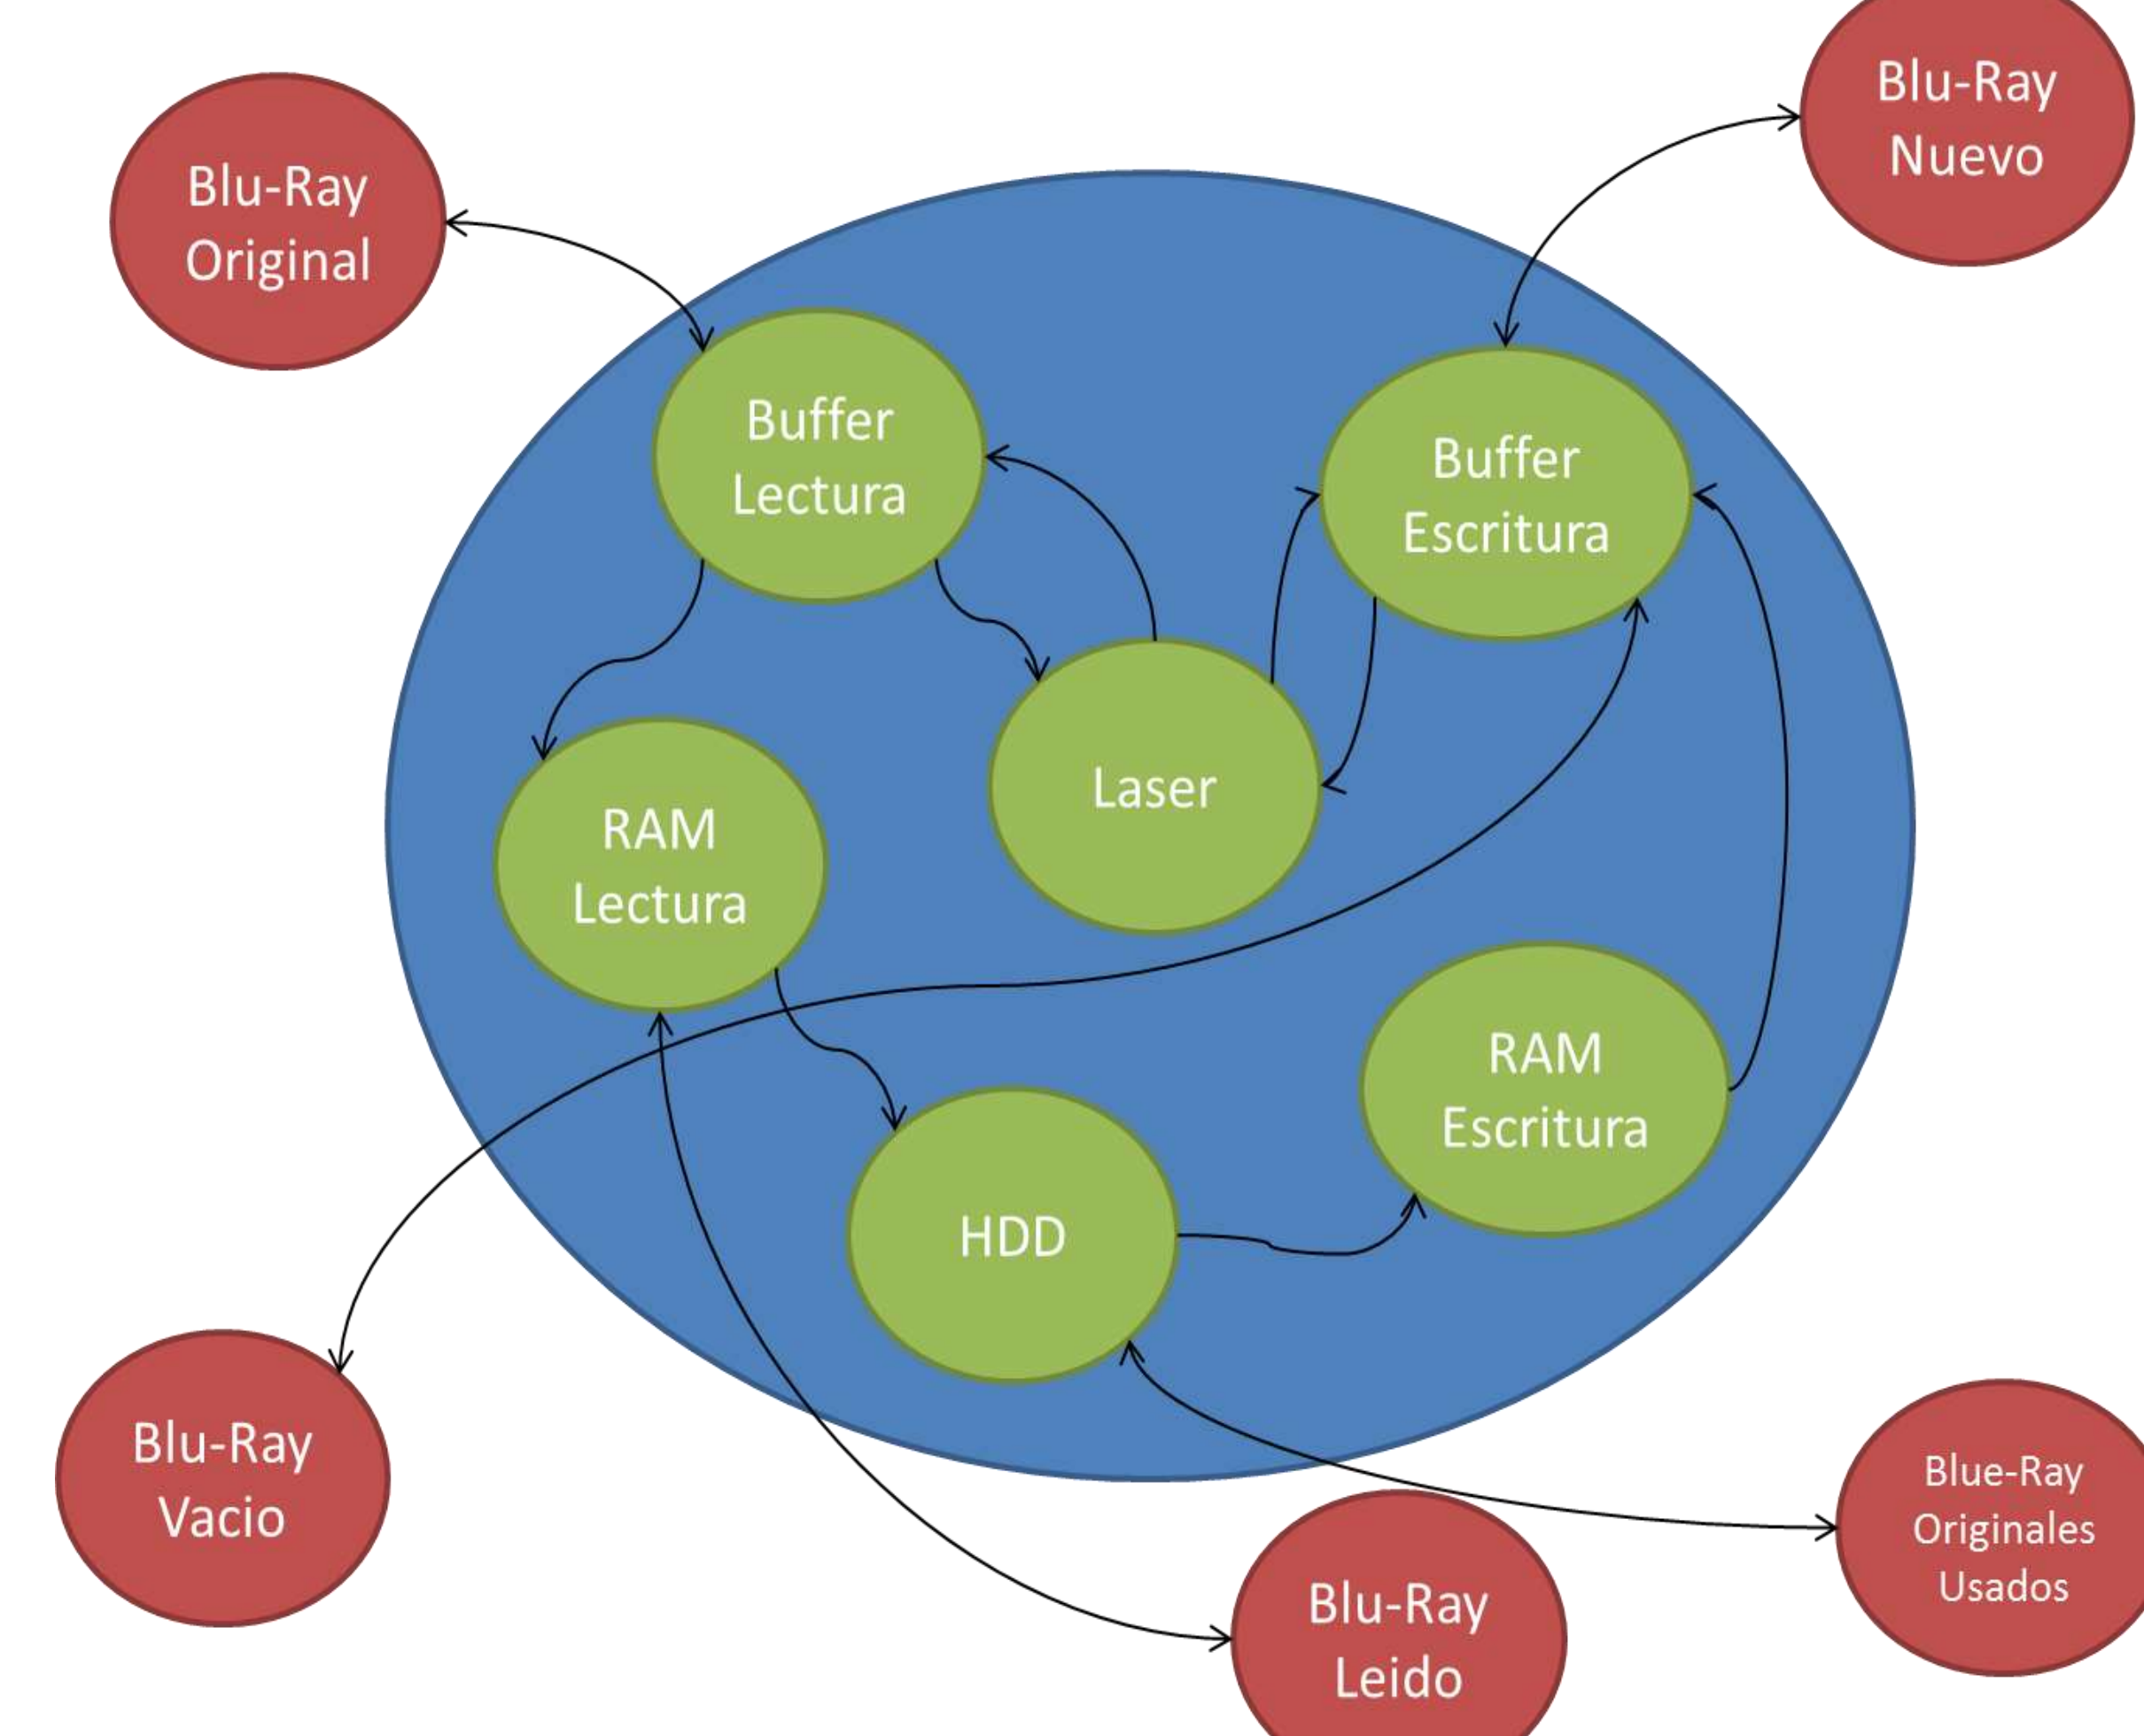 Blu-Ray
Original
Blu-Ray
Nuevo
Buffer
Lectura
Buffer
Escritura
Laser
RAM
Lectura
RAM
Escritura
HDD
Blu-Ray
Vacio
Blu-Ray
Leido
Blue-Ray
Originales
Usados